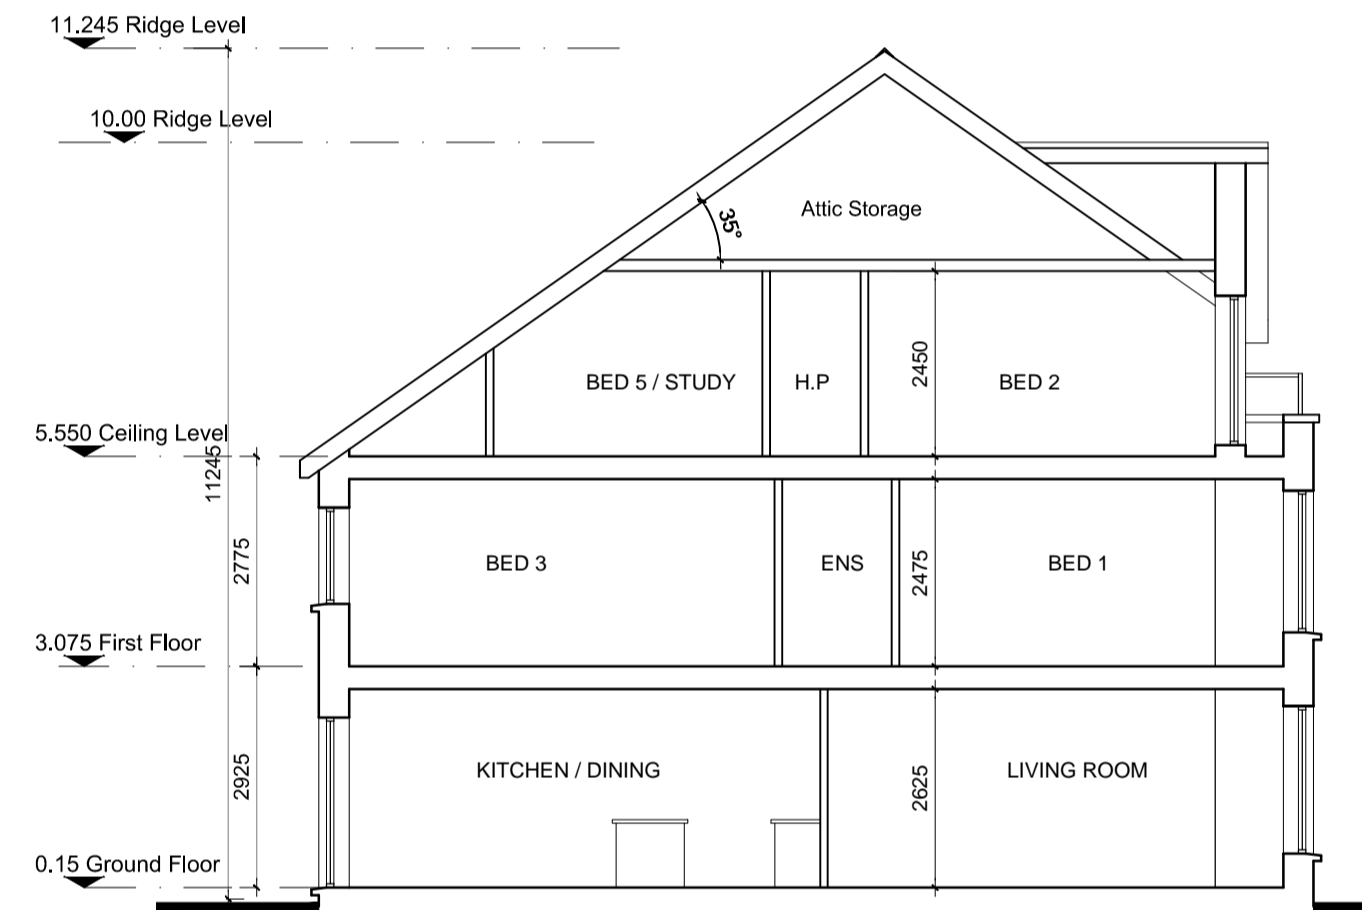 11.245 Ridge Level
10.00 Ridge Level
Attic Storage
35°
2450
BED 5 / STUDY
H.P
BED 2
5.550 Ceiling Level
11245
2775
BED 3
ENS
2475
BED 1
3.075 First Floor
2925
KITCHEN / DINING
2625
LIVING ROOM
0.15 Ground Floor